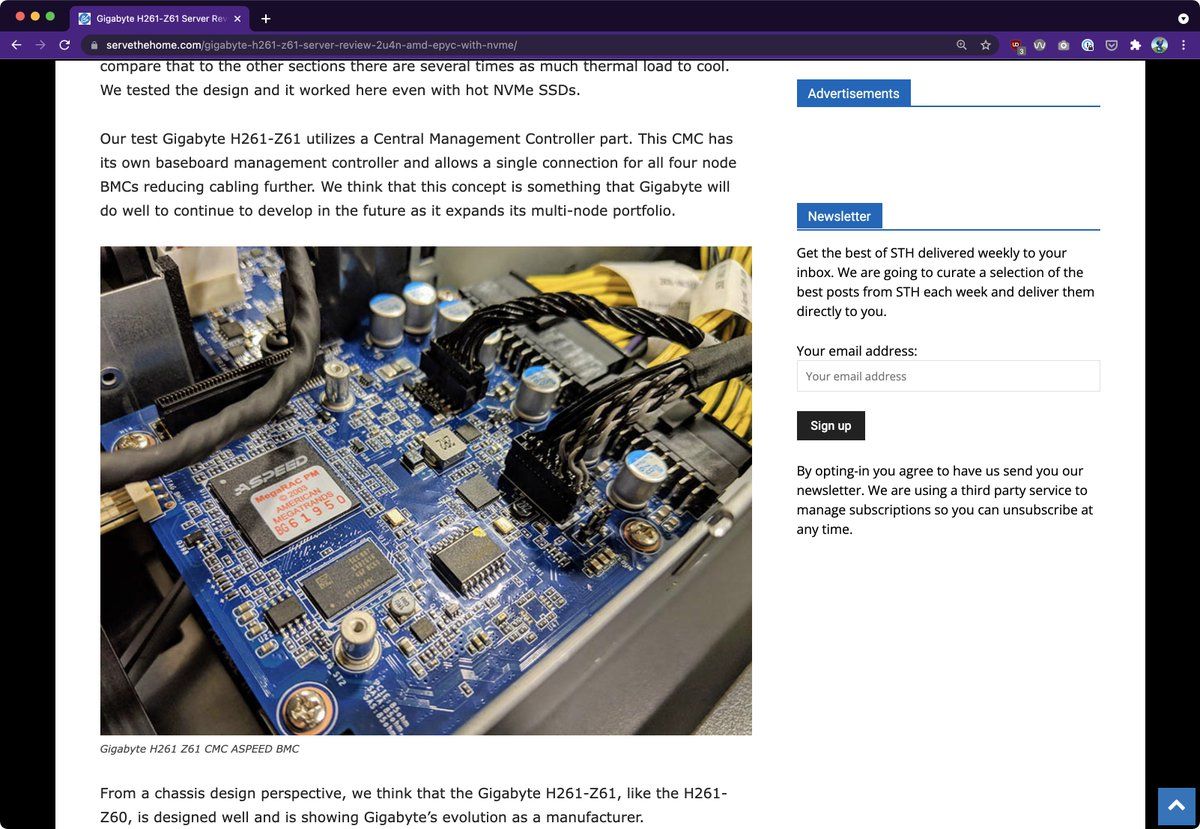 Gigabyte H261-Z61 Server Rev
servethehome.com/gigabyte-h261-z61-server-review-2u4n-amd-epyc-with-nvme/
3
compare that to the other sections there are several times as much thermal load to cool.
We tested the design and it worked here even with hot NVMe SSDs.
Our test Gigabyte H261-Z61 utilizes a Central Management Controller part. This CMC has
its own baseboard management controller and allows a single connection for all four node
BMCs reducing cabling further. We think that this concept is something that Gigabyte will
do well to continue to develop in the future as it expands its multi-node portfolio.
ASPEED
MegaRAC PM
© 2003
AMERICAN
MEGATRANDS
BG61950
PCIE:85ohm
SATA:85ohm
SAS:85ohm
Gigabyte H261 Z61 CMC ASPEED BMC
From a chassis design perspective, we think that the Gigabyte H261-Z61, like the H261-
Z60, is designed well and is showing Gigabyte’s evolution as a manufacturer.
Advertisements
Newsletter
Get the best of STH delivered weekly to your
inbox. We are going to curate a selection of the
best posts from STH each week and deliver them
directly to you.
Your email address:
Your email address
Sign up
By opting-in you agree to have us send you our
newsletter. We are using a third party service to
manage subscriptions so you can unsubscribe at
any time.